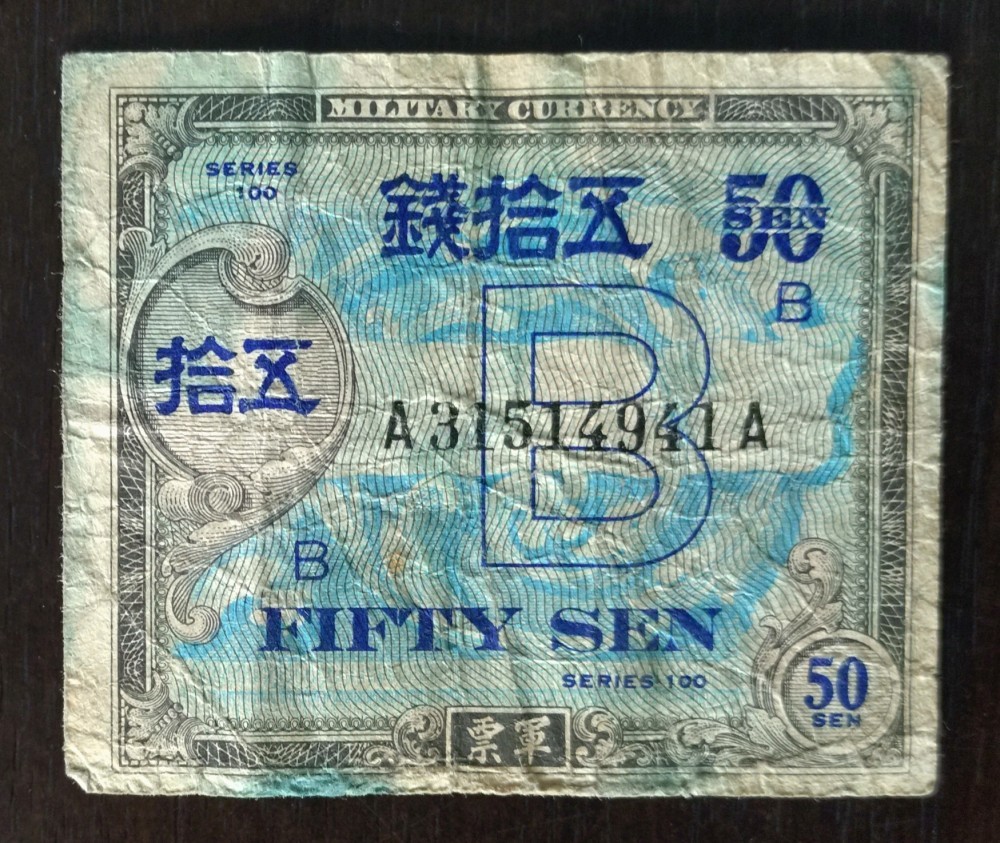 MILITARY CURRENCY
SERIES
100
錢拾五
50
SEN
B
拾五
B
A31514941A
B
FIFTY SEN
SERIES 100
50
SEN
票軍